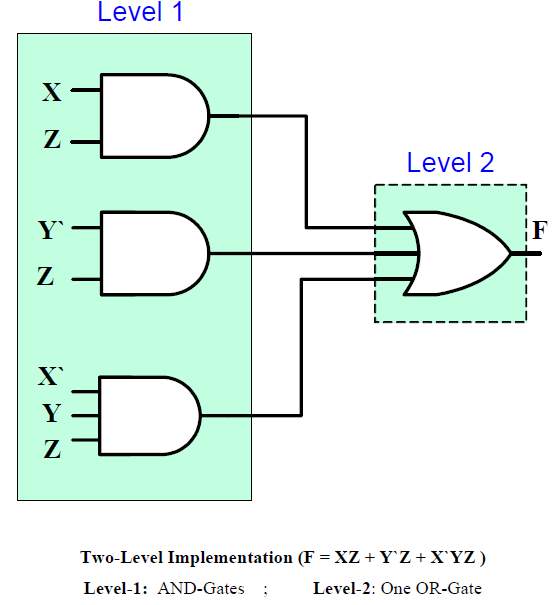 Level 1
X
Z
Level 2
Y`
F
Z
X`
Y
Z
Two-Level Implementation (F = XZ + Y`Z + X`YZ )
Level-1: AND-Gates ; Level-2: One OR-Gate